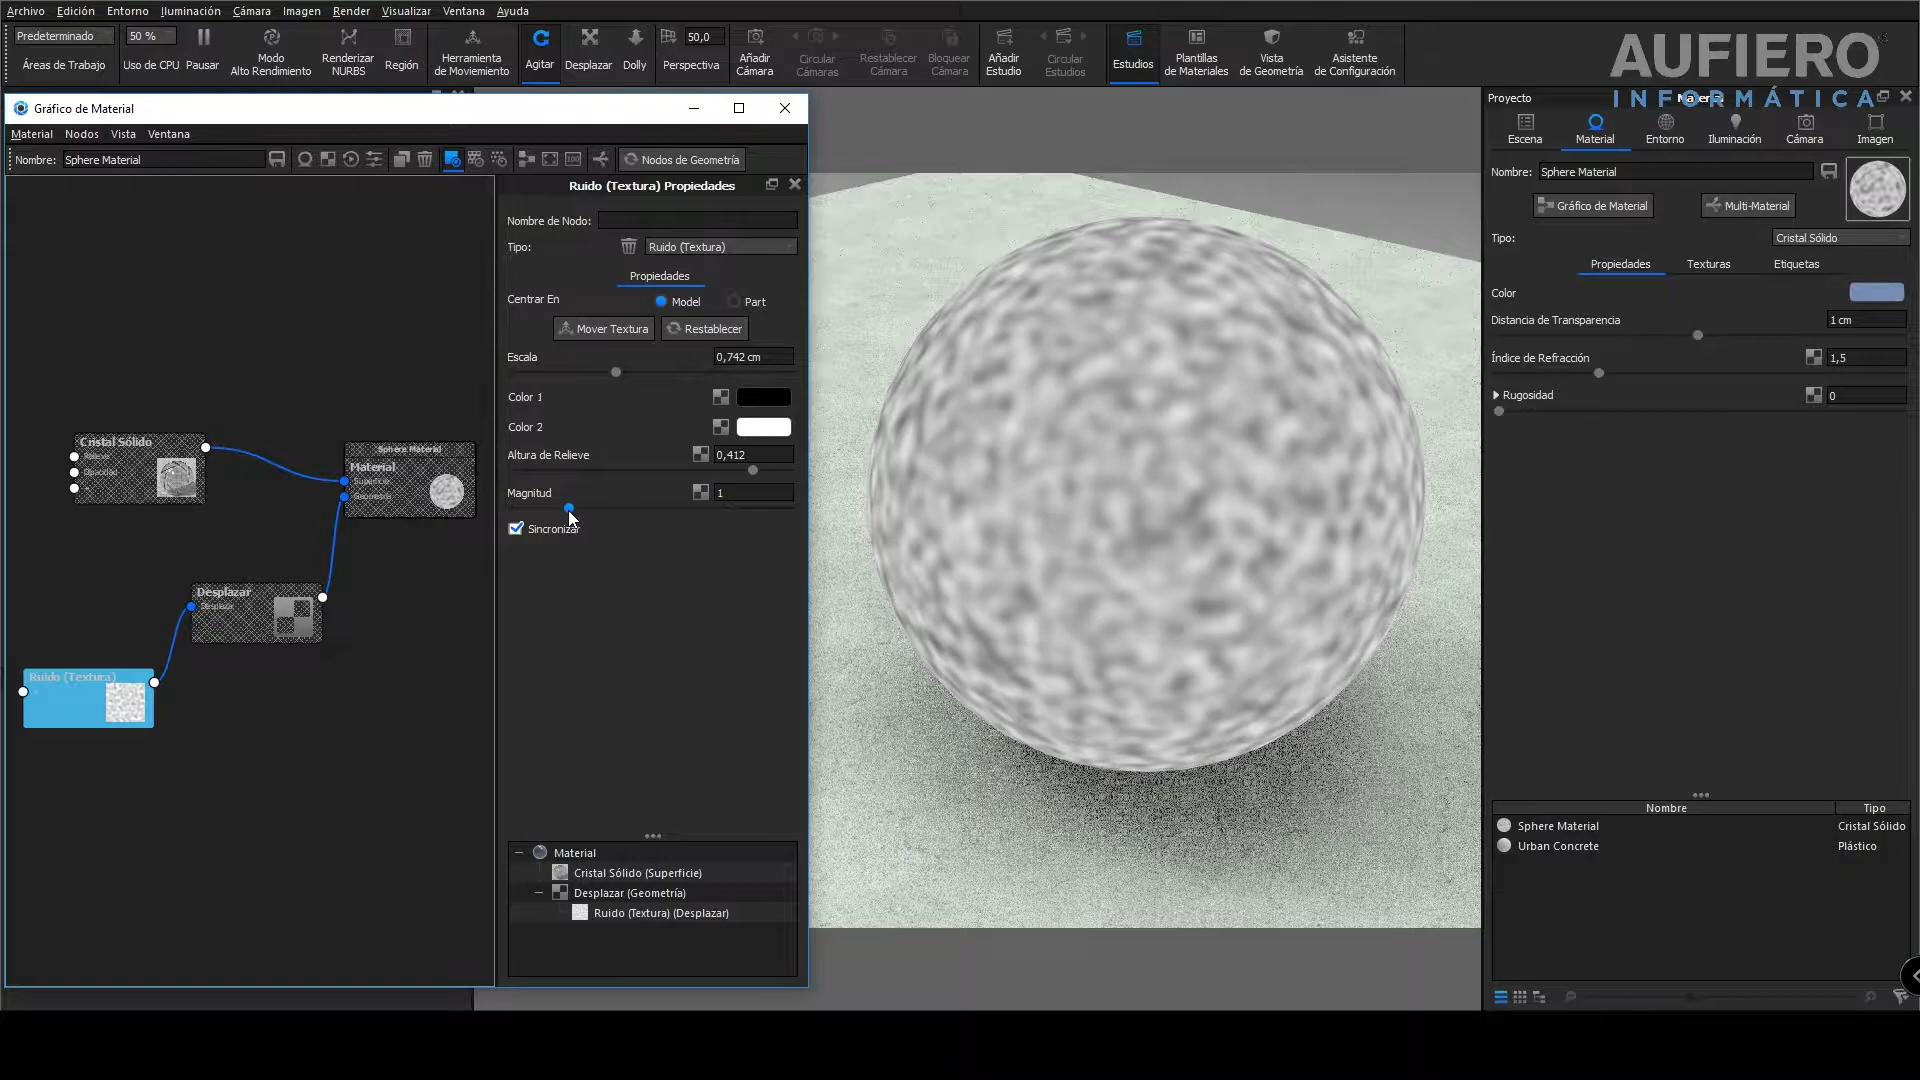 Archivo Edición Entorno Iluminación Cámara Imagen Render Visualizar Ventana Ayuda
Predeterminado 50 % 50,0
Áreas de Trabajo Uso de CPU Pausar Modo Alto Rendimiento Renderizar NURBS Región Herramienta de Movimiento Agitar Desplazar Dolly Perspectiva Añadir Cámara Circular Cámaras Restablecer Cámara Bloquear Cámara Añadir Estudio Circular Estudios Estudios Plantillas de Materiales Vista de Geometría Asistente de Configuración
AUFIERO
INFORMÁTICA
Gráfico de Material
Material Nodos Vista Ventana
Nombre: Sphere Material Nodos de Geometría
Cristal Sólido
Relieve
Opacidad
+
Sphere Material
Material
Superficie
Geometría
Desplazar
Desplazar
Ruido (Textura)
Ruido (Textura) Propiedades
Nombre de Nodo:
Tipo: Ruido (Textura)
Propiedades
Centrar En Model Part
Mover Textura Restablecer
Escala 0,742 cm
Color 1
Color 2
Altura de Relieve 0,412
Magnitud 1
Sincronizar
Material
Cristal Sólido (Superficie)
Desplazar (Geometría)
Ruido (Textura) (Desplazar)
Proyecto
Escena Material Entorno Iluminación Cámara Imagen
Nombre: Sphere Material
Gráfico de Material Multi-Material
Tipo: Cristal Sólido
Propiedades Texturas Etiquetas
Color
Distancia de Transparencia 1 cm
Índice de Refracción 1,5
Rugosidad 0
Nombre Tipo
Sphere Material Cristal Sólido
Urban Concrete Plástico